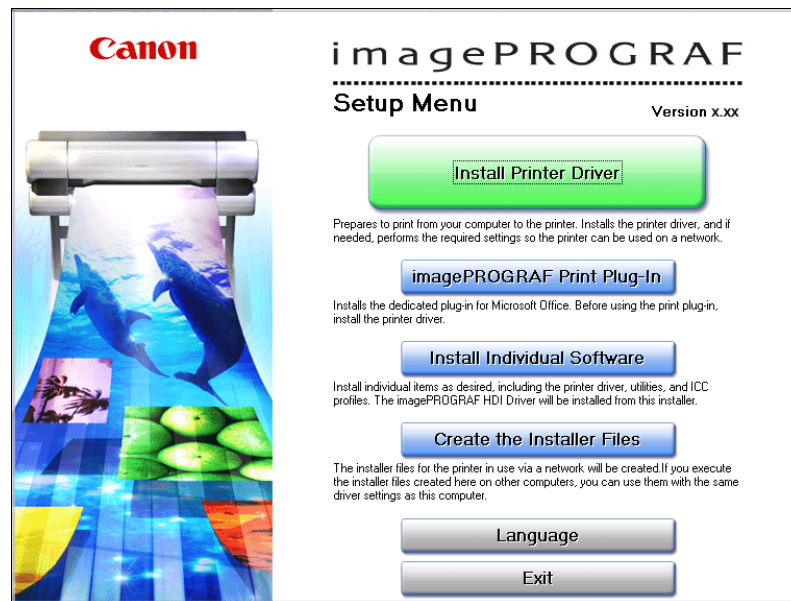 Canon
imagePROGRAF
Setup Menu
Version x.xx
Install Printer Driver
Prepares to print from your computer to the printer. Installs the printer driver, and if
needed, performs the required settings so the printer can be used on a network.
imagePROGRAF Print Plug-In
Installs the dedicated plug-in for Microsoft Office. Before using the print plug-in,
install the printer driver.
Install Individual Software
Install individual items as desired, including the printer driver, utilities, and ICC
profiles. The imagePROGRAF HDI Driver will be installed from this installer.
Create the Installer Files
The installer files for the printer in use via a network will be created.If you execute
the installer files created here on other computers, you can use them with the same
driver settings as this computer.
Language
Exit